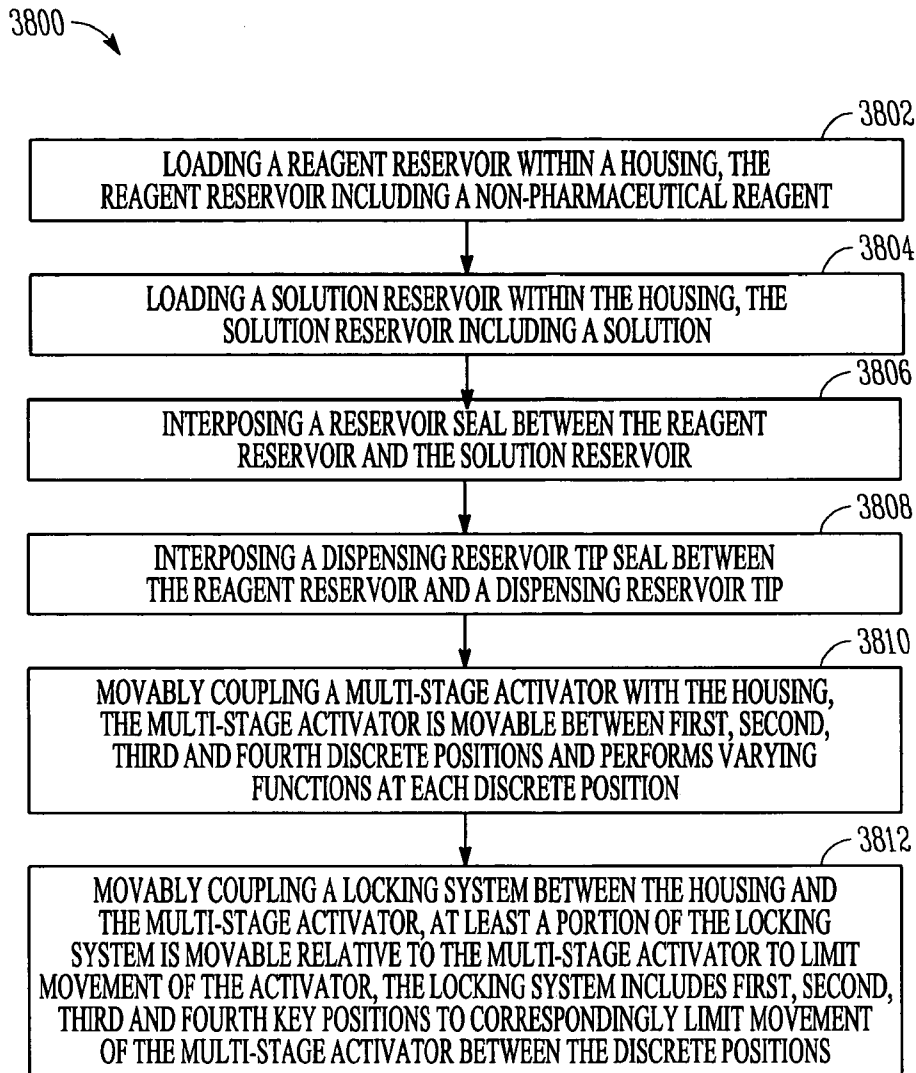 3800
3802
LOADING A REAGENT RESERVOIR WITHIN A HOUSING, THE
REAGENT RESERVOIR INCLUDING A NON-PHARMACEUTICAL REAGENT
3804
LOADING A SOLUTION RESERVOIR WITHIN THE HOUSING, THE
SOLUTION RESERVOIR INCLUDING A SOLUTION
3806
INTERPOSING A RESERVOIR SEAL BETWEEN THE REAGENT
RESERVOIR AND THE SOLUTION RESERVOIR
3808
INTERPOSING A DISPENSING RESERVOIR TIP SEAL BETWEEN
THE REAGENT RESERVOIR AND A DISPENSING RESERVOIR TIP
3810
MOVABLY COUPLING A MULTI-STAGE ACTIVATOR WITH THE HOUSING,
THE MULTI-STAGE ACTIVATOR IS MOVABLE BETWEEN FIRST, SECOND,
THIRD AND FOURTH DISCRETE POSITIONS AND PERFORMS VARYING
FUNCTIONS AT EACH DISCRETE POSITION
3812
MOVABLY COUPLING A LOCKING SYSTEM BETWEEN THE HOUSING AND
THE MULTI-STAGE ACTIVATOR, AT LEAST A PORTION OF THE LOCKING
SYSTEM IS MOVABLE RELATIVE TO THE MULTI-STAGE ACTIVATOR TO LIMIT
MOVEMENT OF THE ACTIVATOR, THE LOCKING SYSTEM INCLUDES FIRST, SECOND,
THIRD AND FOURTH KEY POSITIONS TO CORRESPONDINGLY LIMIT MOVEMENT
OF THE MULTI-STAGE ACTIVATOR BETWEEN THE DISCRETE POSITIONS